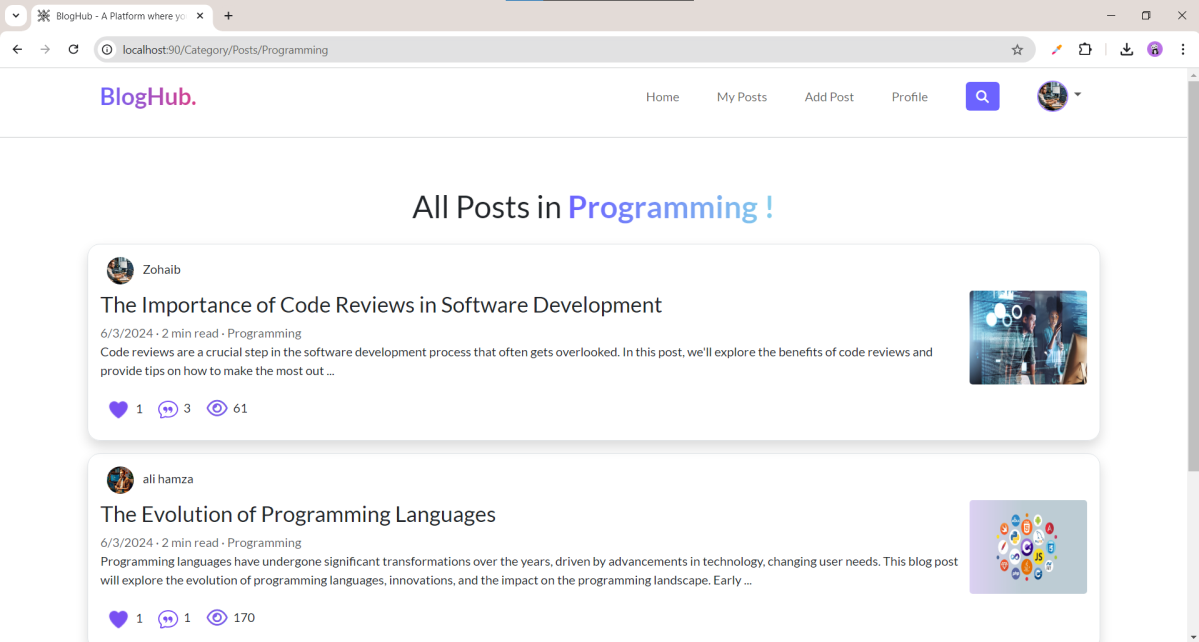 BlogHub - A Platform where yo
localhost:90/Category/Posts/Programming
BlogHub.
Home My Posts Add Post Profile
All Posts in Programming !
Zohaib
The Importance of Code Reviews in Software Development
6/3/2024 · 2 min read · Programming
Code reviews are a crucial step in the software development process that often gets overlooked. In this post, we'll explore the benefits of code reviews and
provide tips on how to make the most out ...
1 3 61
ali hamza
The Evolution of Programming Languages
6/3/2024 · 2 min read · Programming
Programming languages have undergone significant transformations over the years, driven by advancements in technology, changing user needs. This blog post
will explore the evolution of programming languages, innovations, and the impact on the programming landscape. Early ...
JS
1 1 170